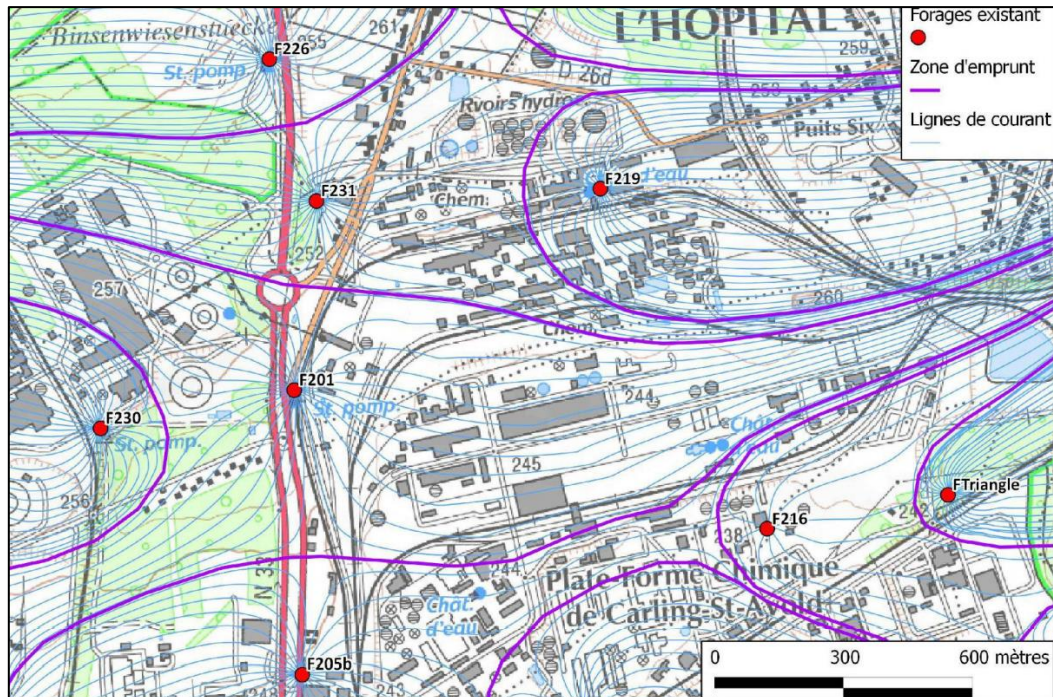 Binsenwiesenstuecke
255
F226
St. pomp.
261
L'HOPITAL
D 26d
259
253
Forages existant
Zone d'emprunt
Lignes de courant
Rvoirs hydro
Puits Six
F231
F219
d'eau
Chem.
252
257
260
Chem.
F201
St. pomp.
F230
St. pomp.
244
Chât.
d'eau
245
256
FTriangle
242
F216
238
N 33
244
Plate-Forme Chimique
de Carling-St-Avold
Chât.
d'eau
F205b
243
0 300 600 mètres